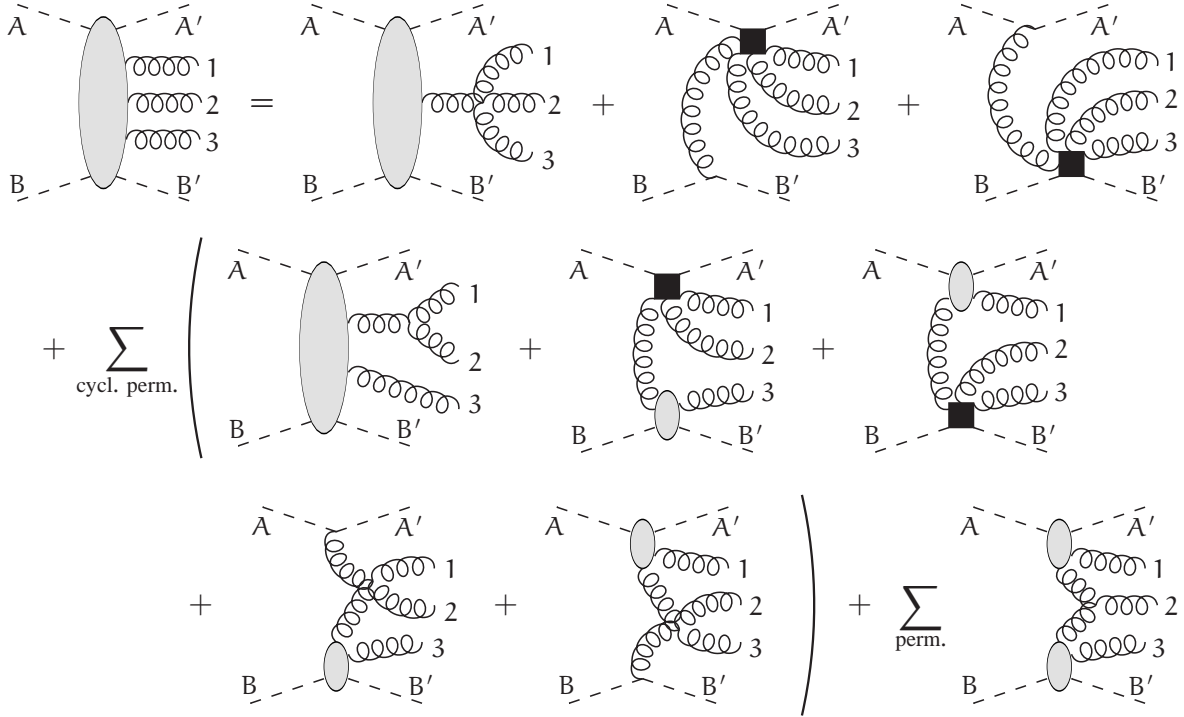 A A′ 1 2 3 B B′ = A A′ 1 2 3 B B′ + A A′ 1 2 3 B B′ + A A′ 1 2 3 B B′
+ ∑ cycl. perm. ( A A′ 1 2 3 B B′ + A A′ 1 2 3 B B′ + A A′ 1 2 3 B B′
+ A A′ 1 2 3 B B′ + A A′ 1 2 3 B B′ ) + ∑ perm. A A′ 1 2 3 B B′